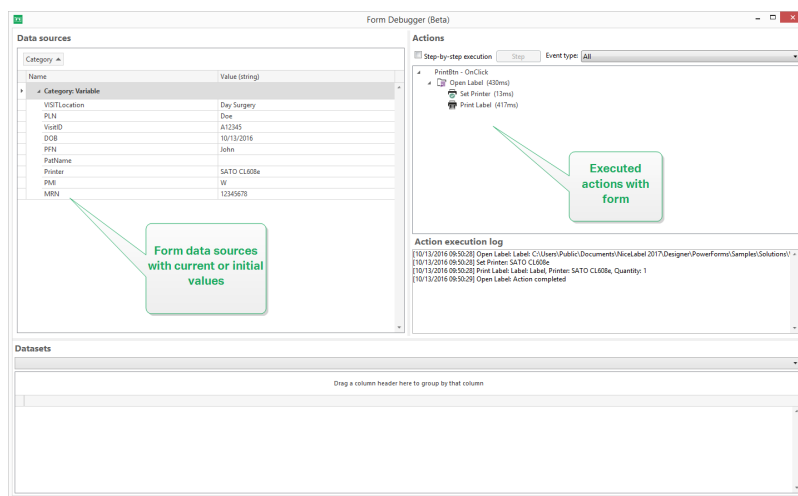 Form Debugger (Beta)
Data sources
Category
Name Value (string)
Category: Variable
VISITLocation Day Surgery
PLN Doe
VisitID A12345
DOB 10/13/2016
PFN John
PatName
Printer SATO CL608e
PMI W
MRN 12345678
Form data sources
with current or initial
values
Actions
Step-by-step execution Step Event type: All
PrintBtn - OnClick
Open Label (430ms)
Set Printer (13ms)
Print Label (417ms)
Executed
actions with
form
Action execution log
[10/13/2016 09:50:28] Open Label: Label: C:\Users\Public\Documents\NiceLabel 2017\Designer\PowerForms\Samples\Solutions\
[10/13/2016 09:50:28] Set Printer: SATO CL608e
[10/13/2016 09:50:28] Print Label: Label: Label, Printer: SATO CL608e, Quantity: 1
[10/13/2016 09:50:29] Open Label: Action completed
Datasets
Drag a column header here to group by that column